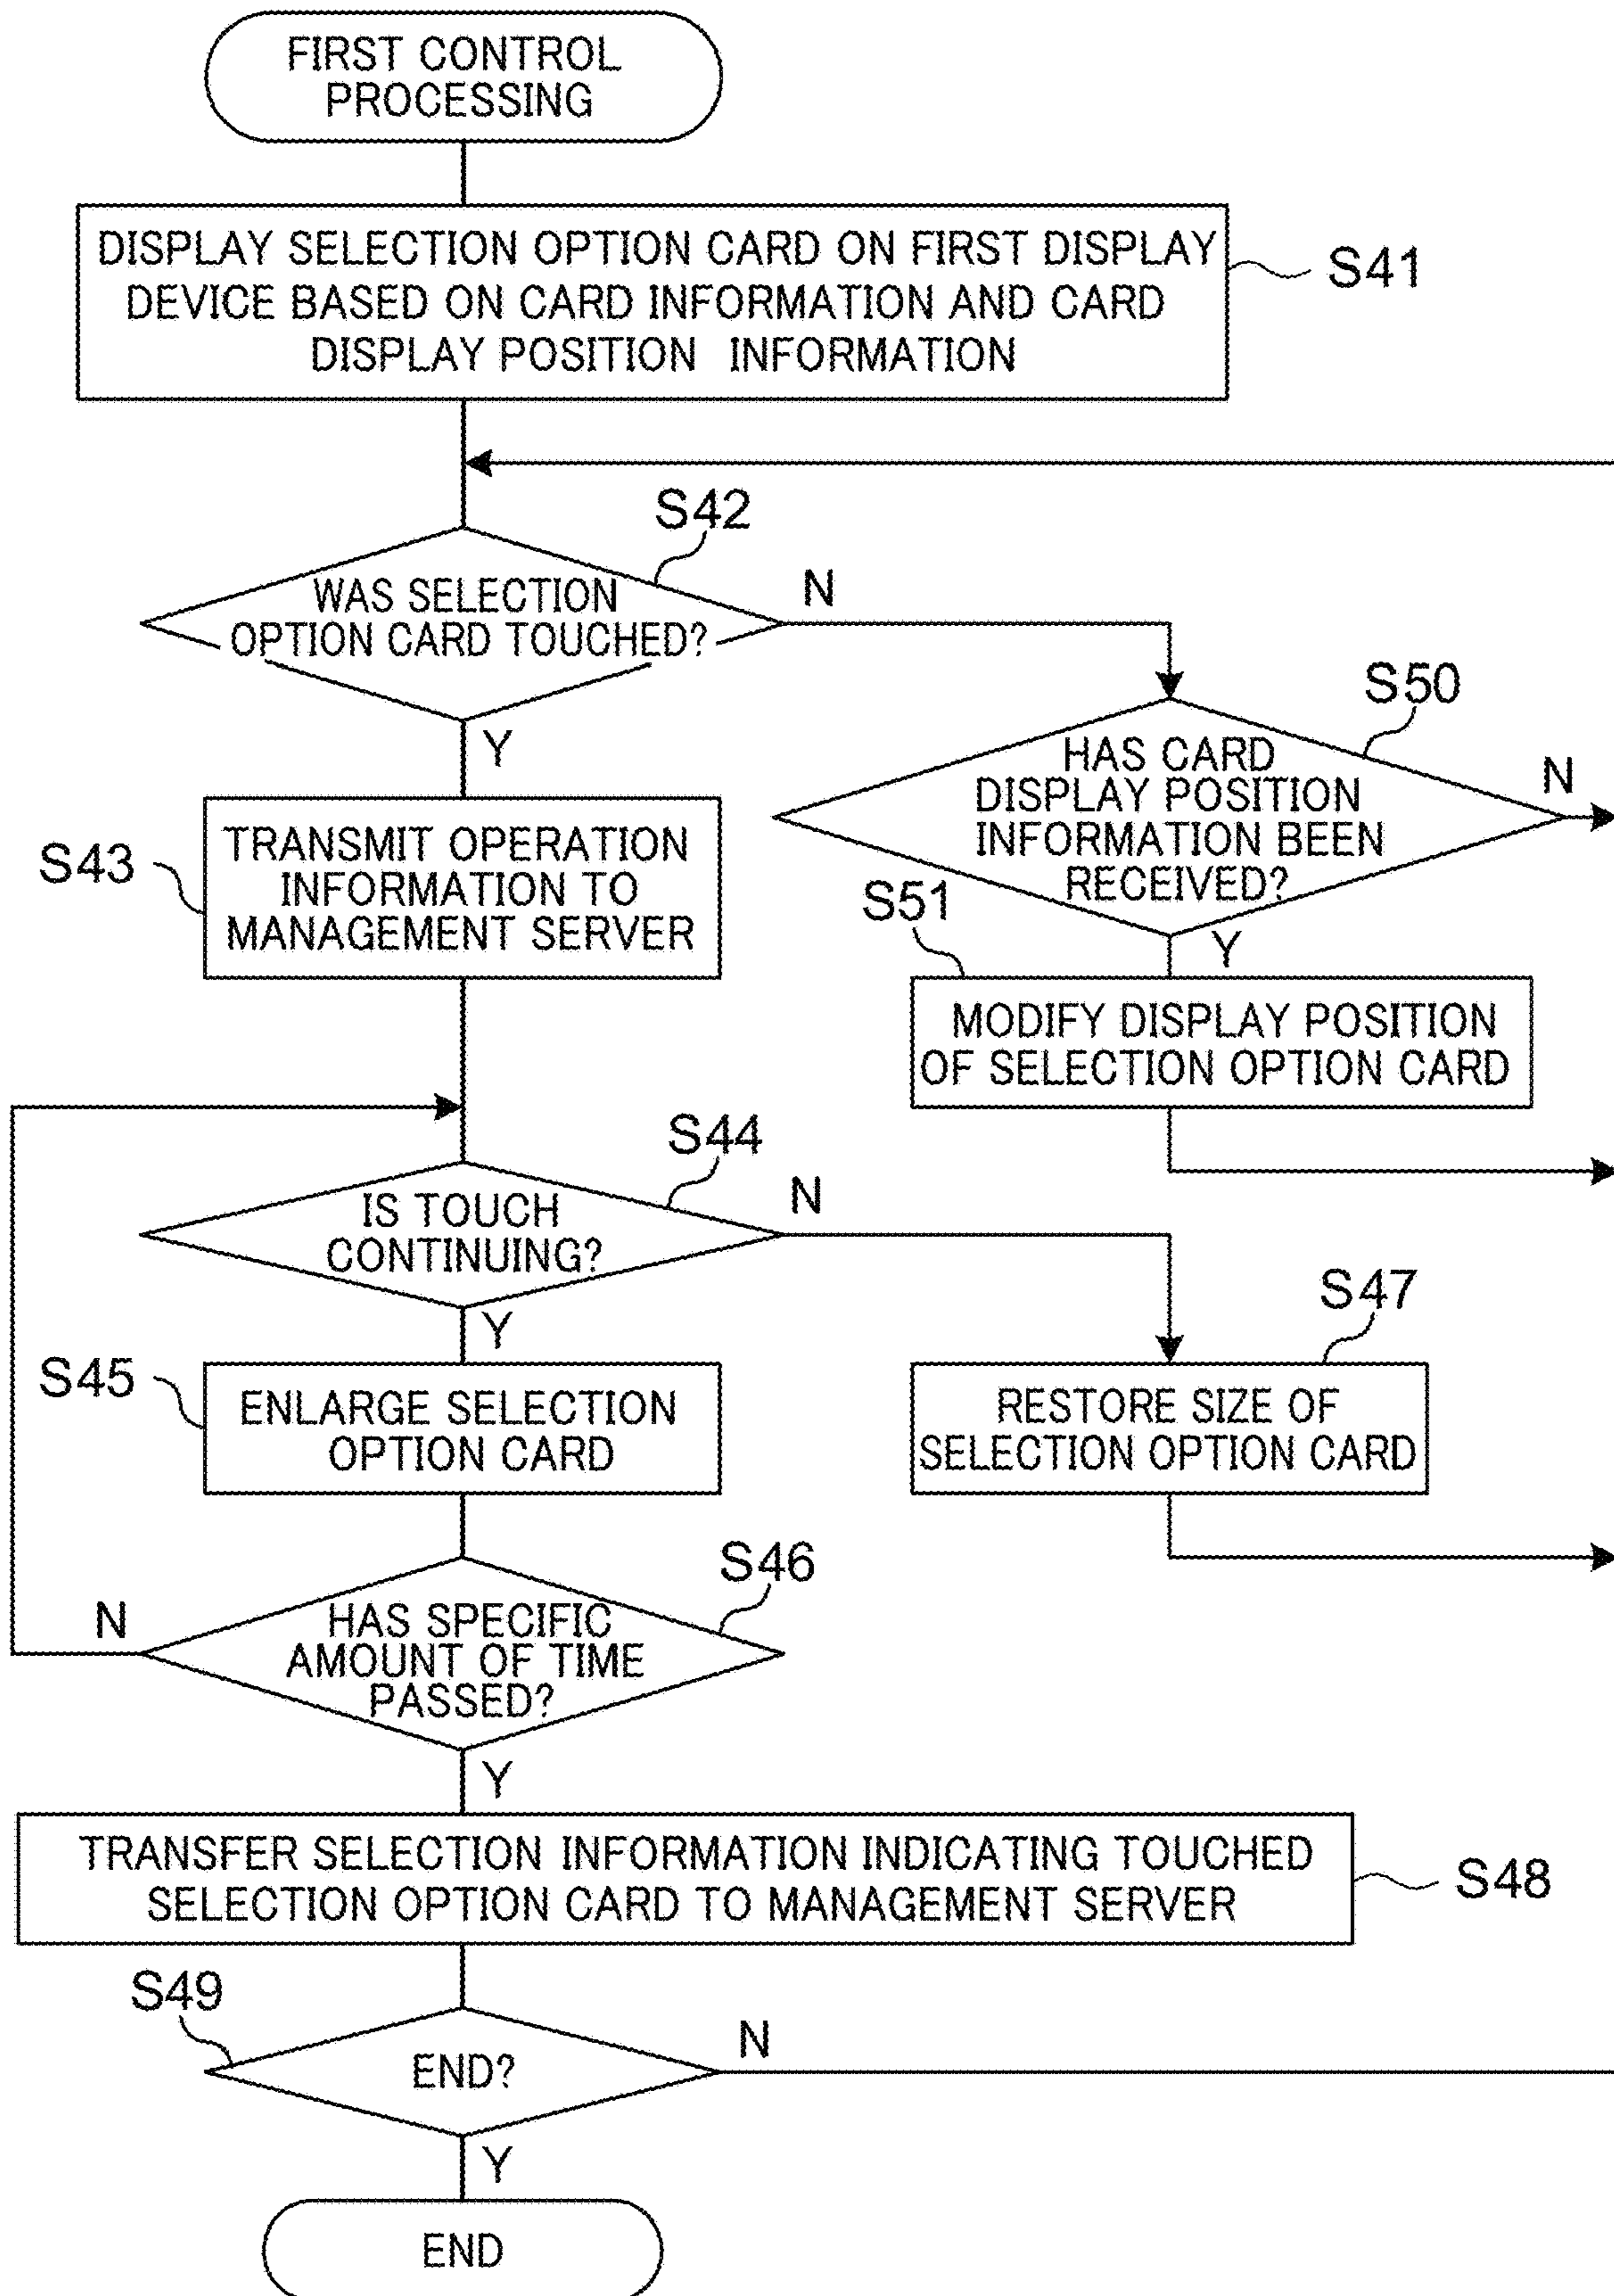 FIRST CONTROL
PROCESSING
DISPLAY SELECTION OPTION CARD ON FIRST DISPLAY
DEVICE BASED ON CARD INFORMATION AND CARD
DISPLAY POSITION INFORMATION
S41
S42
WAS SELECTION
OPTION CARD TOUCHED?
N
Y
S50
HAS CARD
DISPLAY POSITION
INFORMATION BEEN
RECEIVED?
N
Y
S43
TRANSMIT OPERATION
INFORMATION TO
MANAGEMENT SERVER
S51
MODIFY DISPLAY POSITION
OF SELECTION OPTION CARD
S44
IS TOUCH
CONTINUING?
N
Y
S47
RESTORE SIZE OF
SELECTION OPTION CARD
S45
ENLARGE SELECTION
OPTION CARD
S46
HAS SPECIFIC
AMOUNT OF TIME
PASSED?
N
Y
TRANSFER SELECTION INFORMATION INDICATING TOUCHED
SELECTION OPTION CARD TO MANAGEMENT SERVER
S48
S49
END?
N
Y
END